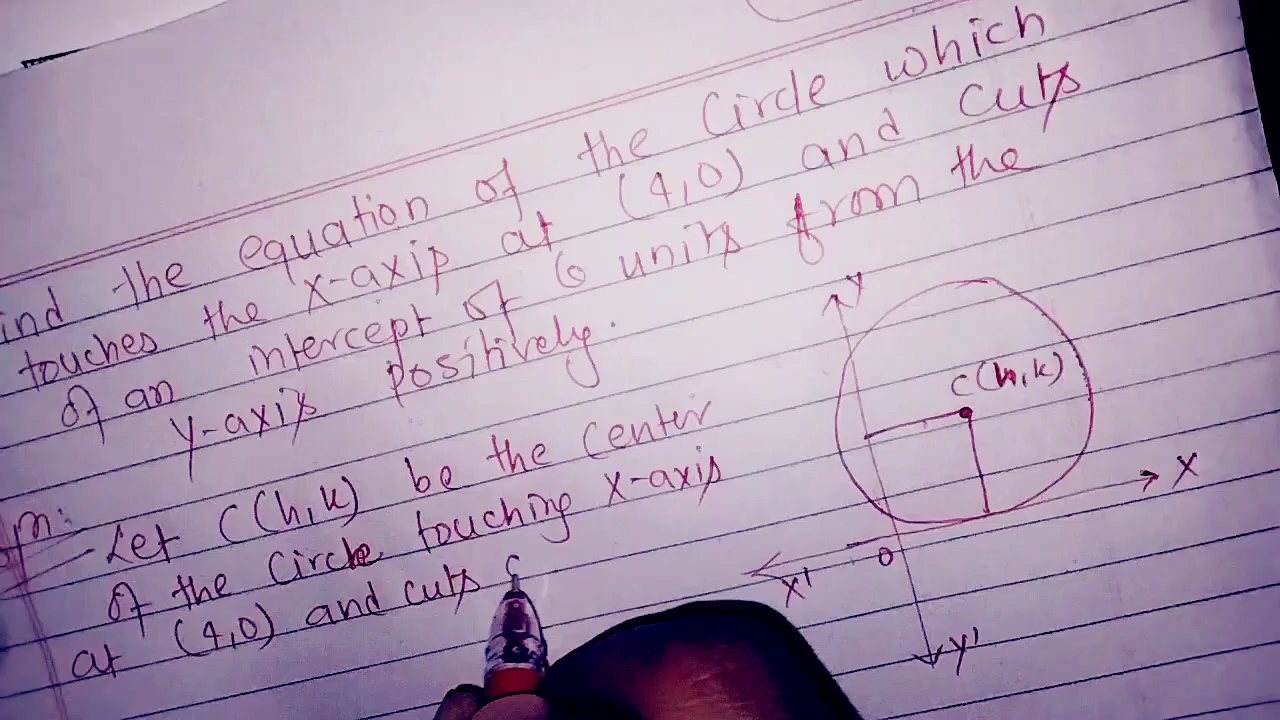 ind the equation of the Circle which
touches the x-axis at (4,0) and cuts
of an intercept of 6 units from the
y-axis positively.
Let C(h,k) be the center
of the Circle touching x-axis
at (4,0) and cuts
Y
C(h,k)
X
O
X'
Y'